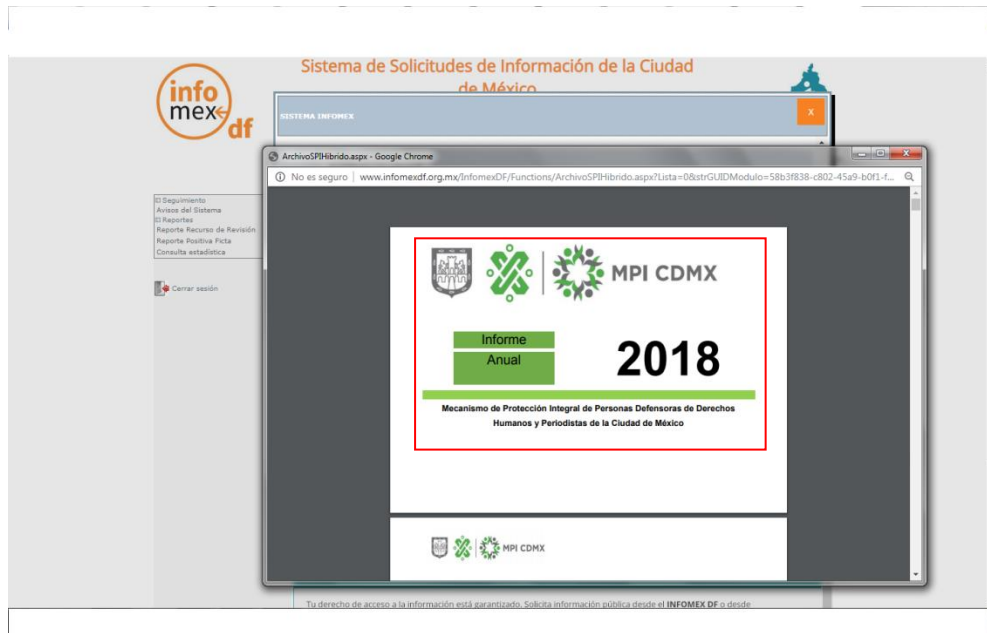 Sistema de Solicitudes de Información de la Ciudad
de México
info
mex
df
SISTEMA INFOMEX
X
ArchivoSPIHibrido.aspx - Google Chrome
No es seguro | www.infomexdf.org.mx/InfomexDF/Functions/ArchivoSPIHibrido.aspx?Lista=0&strGUIDModulo=58b3f838-c802-45a9-b0f1-f...
Seguimiento
Avisos del Sistema
Reportes
Reporte Recurso de Revisión
Reporte Positiva Ficta
Consulta estadística
Cerrar sesión
MPI CDMX
Informe
Anual
2018
Mecanismo de Protección Integral de Personas Defensoras de Derechos
Humanos y Periodistas de la Ciudad de México
MPI CDMX
Tu derecho de acceso a la información está garantizado. Solicita información pública desde el INFOMEX DF o desde